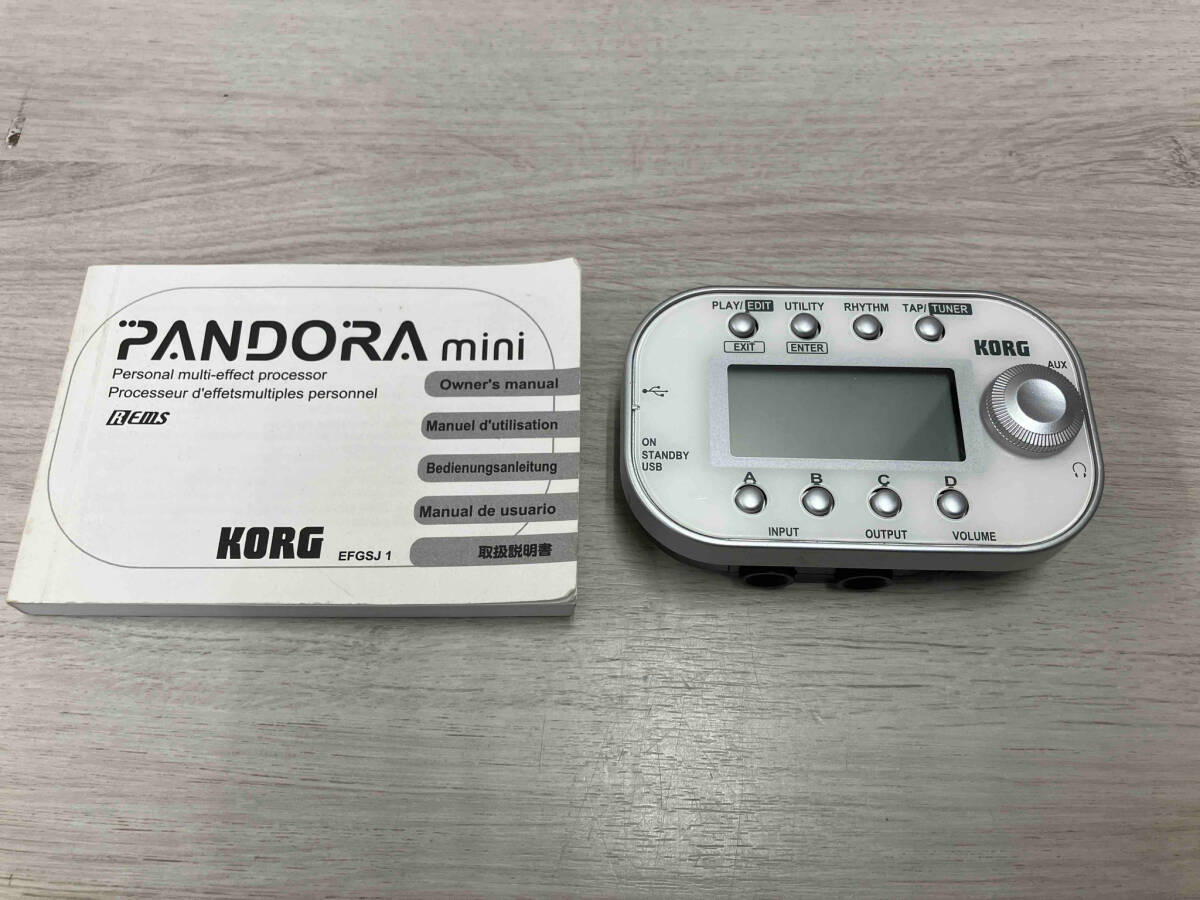 PANDORA mini
Personal multi-effect processor
Processeur d'effetsmultiples personnel
REMS
Owner's manual
Manuel d'utilisation
Bedienungsanleitung
Manual de usuario
取扱説明書
KORG
EFGSJ 1
PLAY/EDIT UTILITY RHYTHM TAP/TUNER
EXIT ENTER
KORG
AUX
ON
STANDBY
USB
A B C D
INPUT OUTPUT VOLUME